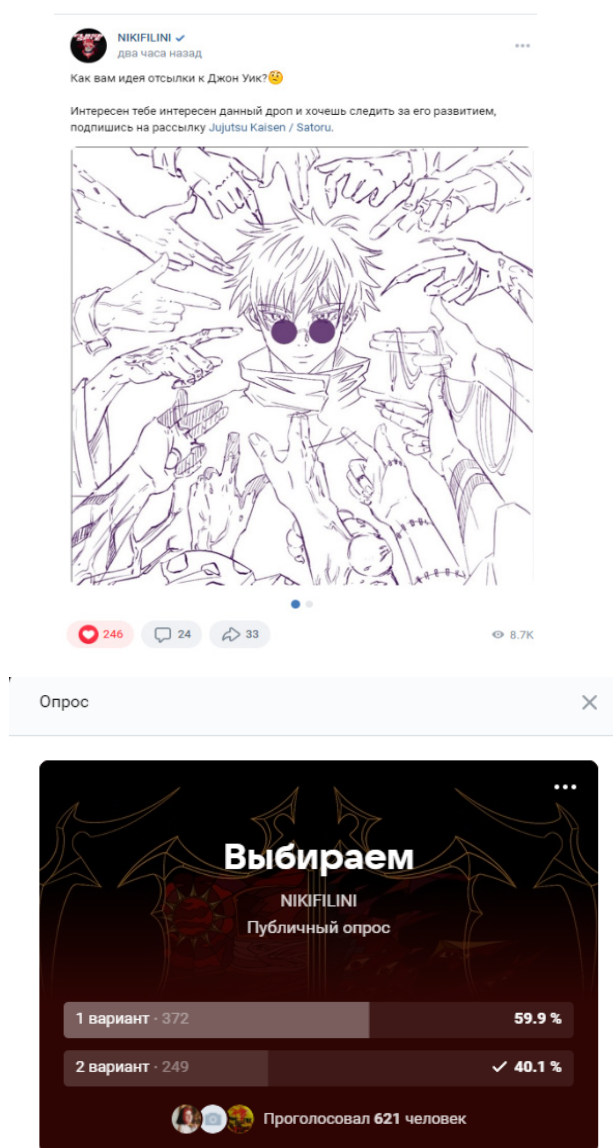 NIKIFILINI
два часа назад
Как вам идея отсылки к Джон Уик?🤨
Интересен тебе интересен данный дроп и хочешь следить за его развитием,
подпишись на рассылку Jujutsu Kaisen / Satoru.
246 24 33 8.7K
Опрос
Выбираем
NIKIFILINI
Публичный опрос
1 вариант · 372 59.9 %
2 вариант · 249 40.1 %
Проголосовал 621 человек